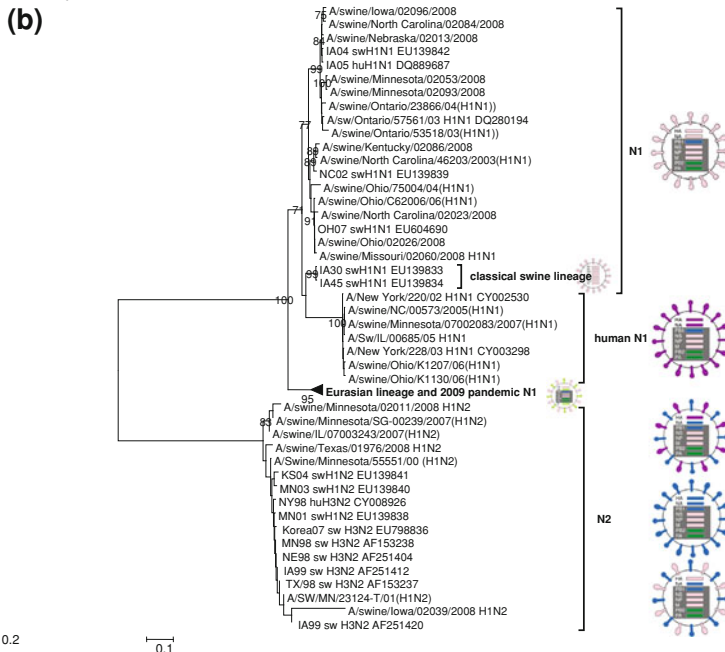 (b)
75
A/swine/Iowa/02096/2008
A/swine/North Carolina/02084/2008
84
A/swine/Nebraska/02013/2008
IA04 swH1N1 EU139842
99
IA05 huH1N1 DQ889687
A/swine/Minnesota/02053/2008
100
A/swine/Minnesota/02093/2008
A/swine/Ontario/23866/04(H1N1))
A/sw/Ontario/57561/03 H1N1 DQ280194
77
A/swine/Ontario/53518/03(H1N1))
A/swine/Kentucky/02086/2008
A/swine/North Carolina/46203/2003(H1N1)
89
NC02 swH1N1 EU139839
A/swine/Ohio/75004/04(H1N1)
A/swine/Ohio/C62006/06(H1N1)
71
A/swine/North Carolina/02023/2008
91
OH07 swH1N1 EU604690
A/swine/Ohio/02026/2008
A/swine/Missouri/02060/2008 H1N1
IA30 swH1N1 EU139833
99
IA45 swH1N1 EU139834
classical swine lineage
N1
A/New York/220/02 H1N1 CY002530
100
A/swine/NC/00573/2005(H1N1)
A/swine/Minnesota/07002083/2007(H1N1)
100
A/Sw/IL/00685/05 H1N1
A/New York/228/03 H1N1 CY003298
A/swine/Ohio/K1207/06(H1N1)
A/swine/Ohio/K1130/06(H1N1)
human N1
Eurasian lineage and 2009 pandemic N1
95
A/swine/Minnesota/02011/2008 H1N2
83
A/swine/Minnesota/SG-00239/2007(H1N2)
A/swine/IL/07003243/2007(H1N2)
A/swine/Texas/01976/2008 H1N2
A/Swine/Minnesota/55551/00 (H1N2)
KS04 swH1N2 EU139841
MN03 swH1N2 EU139840
NY98 huH3N2 CY008926
MN01 swH1N2 EU139838
Korea07 sw H3N2 EU798836
MN98 sw H3N2 AF153238
NE98 sw H3N2 AF251404
IA99 sw H3N2 AF251412
TX/98 sw H3N2 AF153237
A/SW/MN/23124-T/01(H1N2)
A/swine/Iowa/02039/2008 H1N2
IA99 sw H3N2 AF251420
N2
0.2
0.1